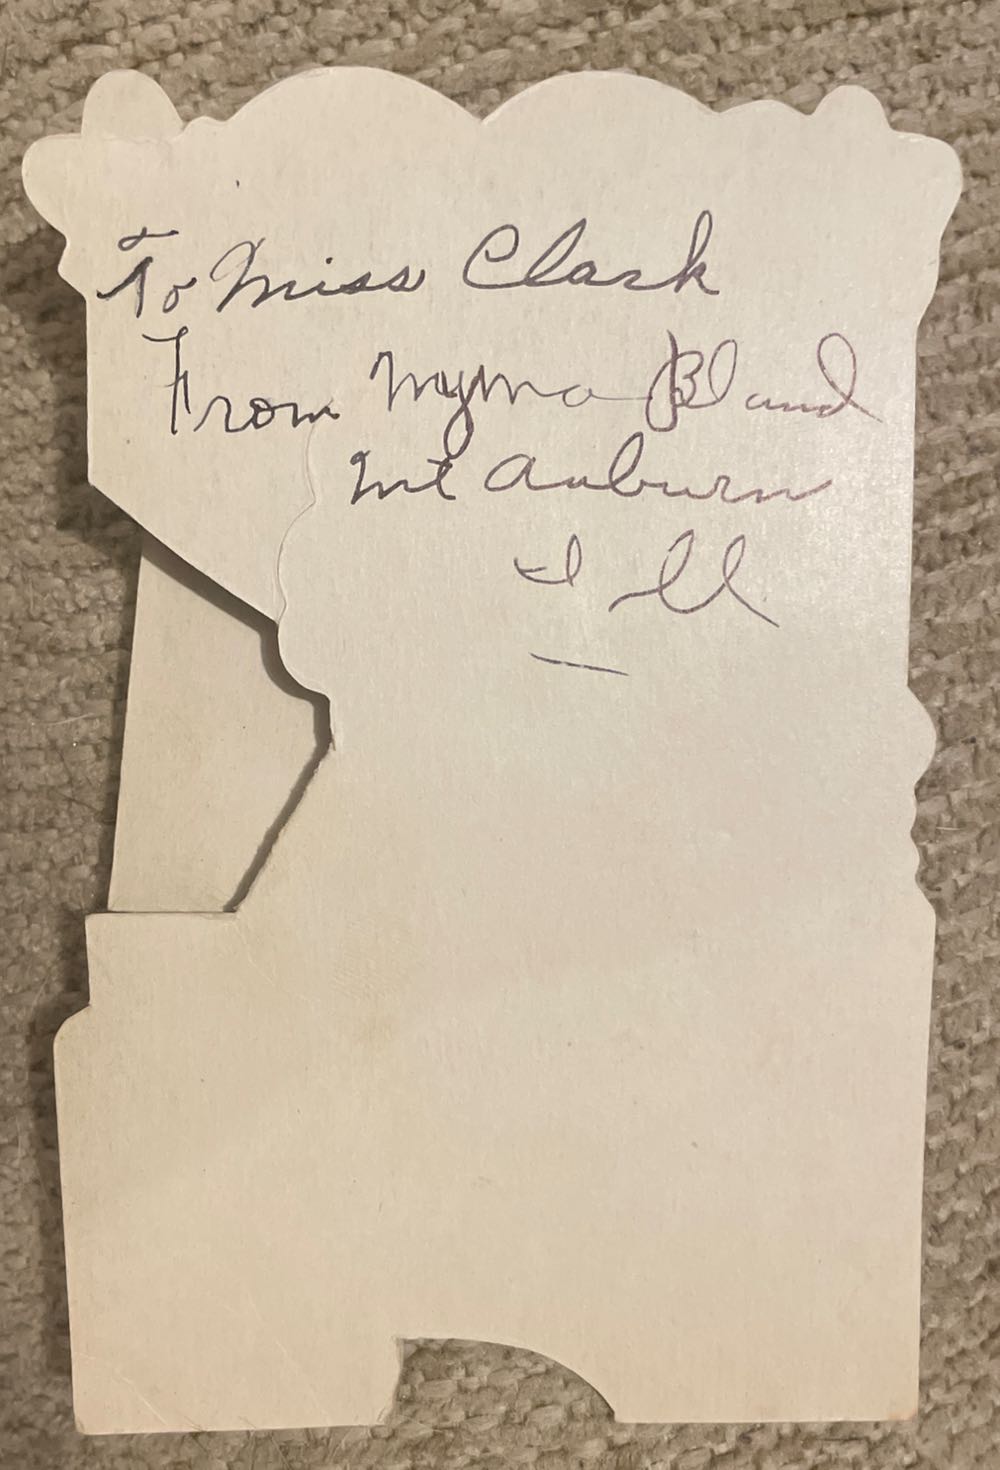 To Miss Clark
From Myrna Bland
Mt Auburn
Ill